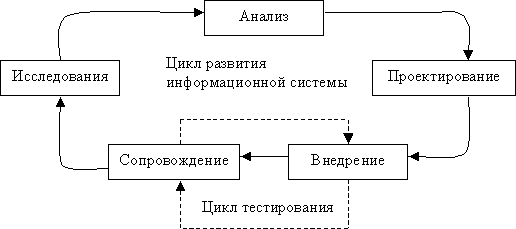 Анализ
Исследования
Цикл развития
информационной системы
Проектирование
Сопровождение
Внедрение
Цикл тестирования